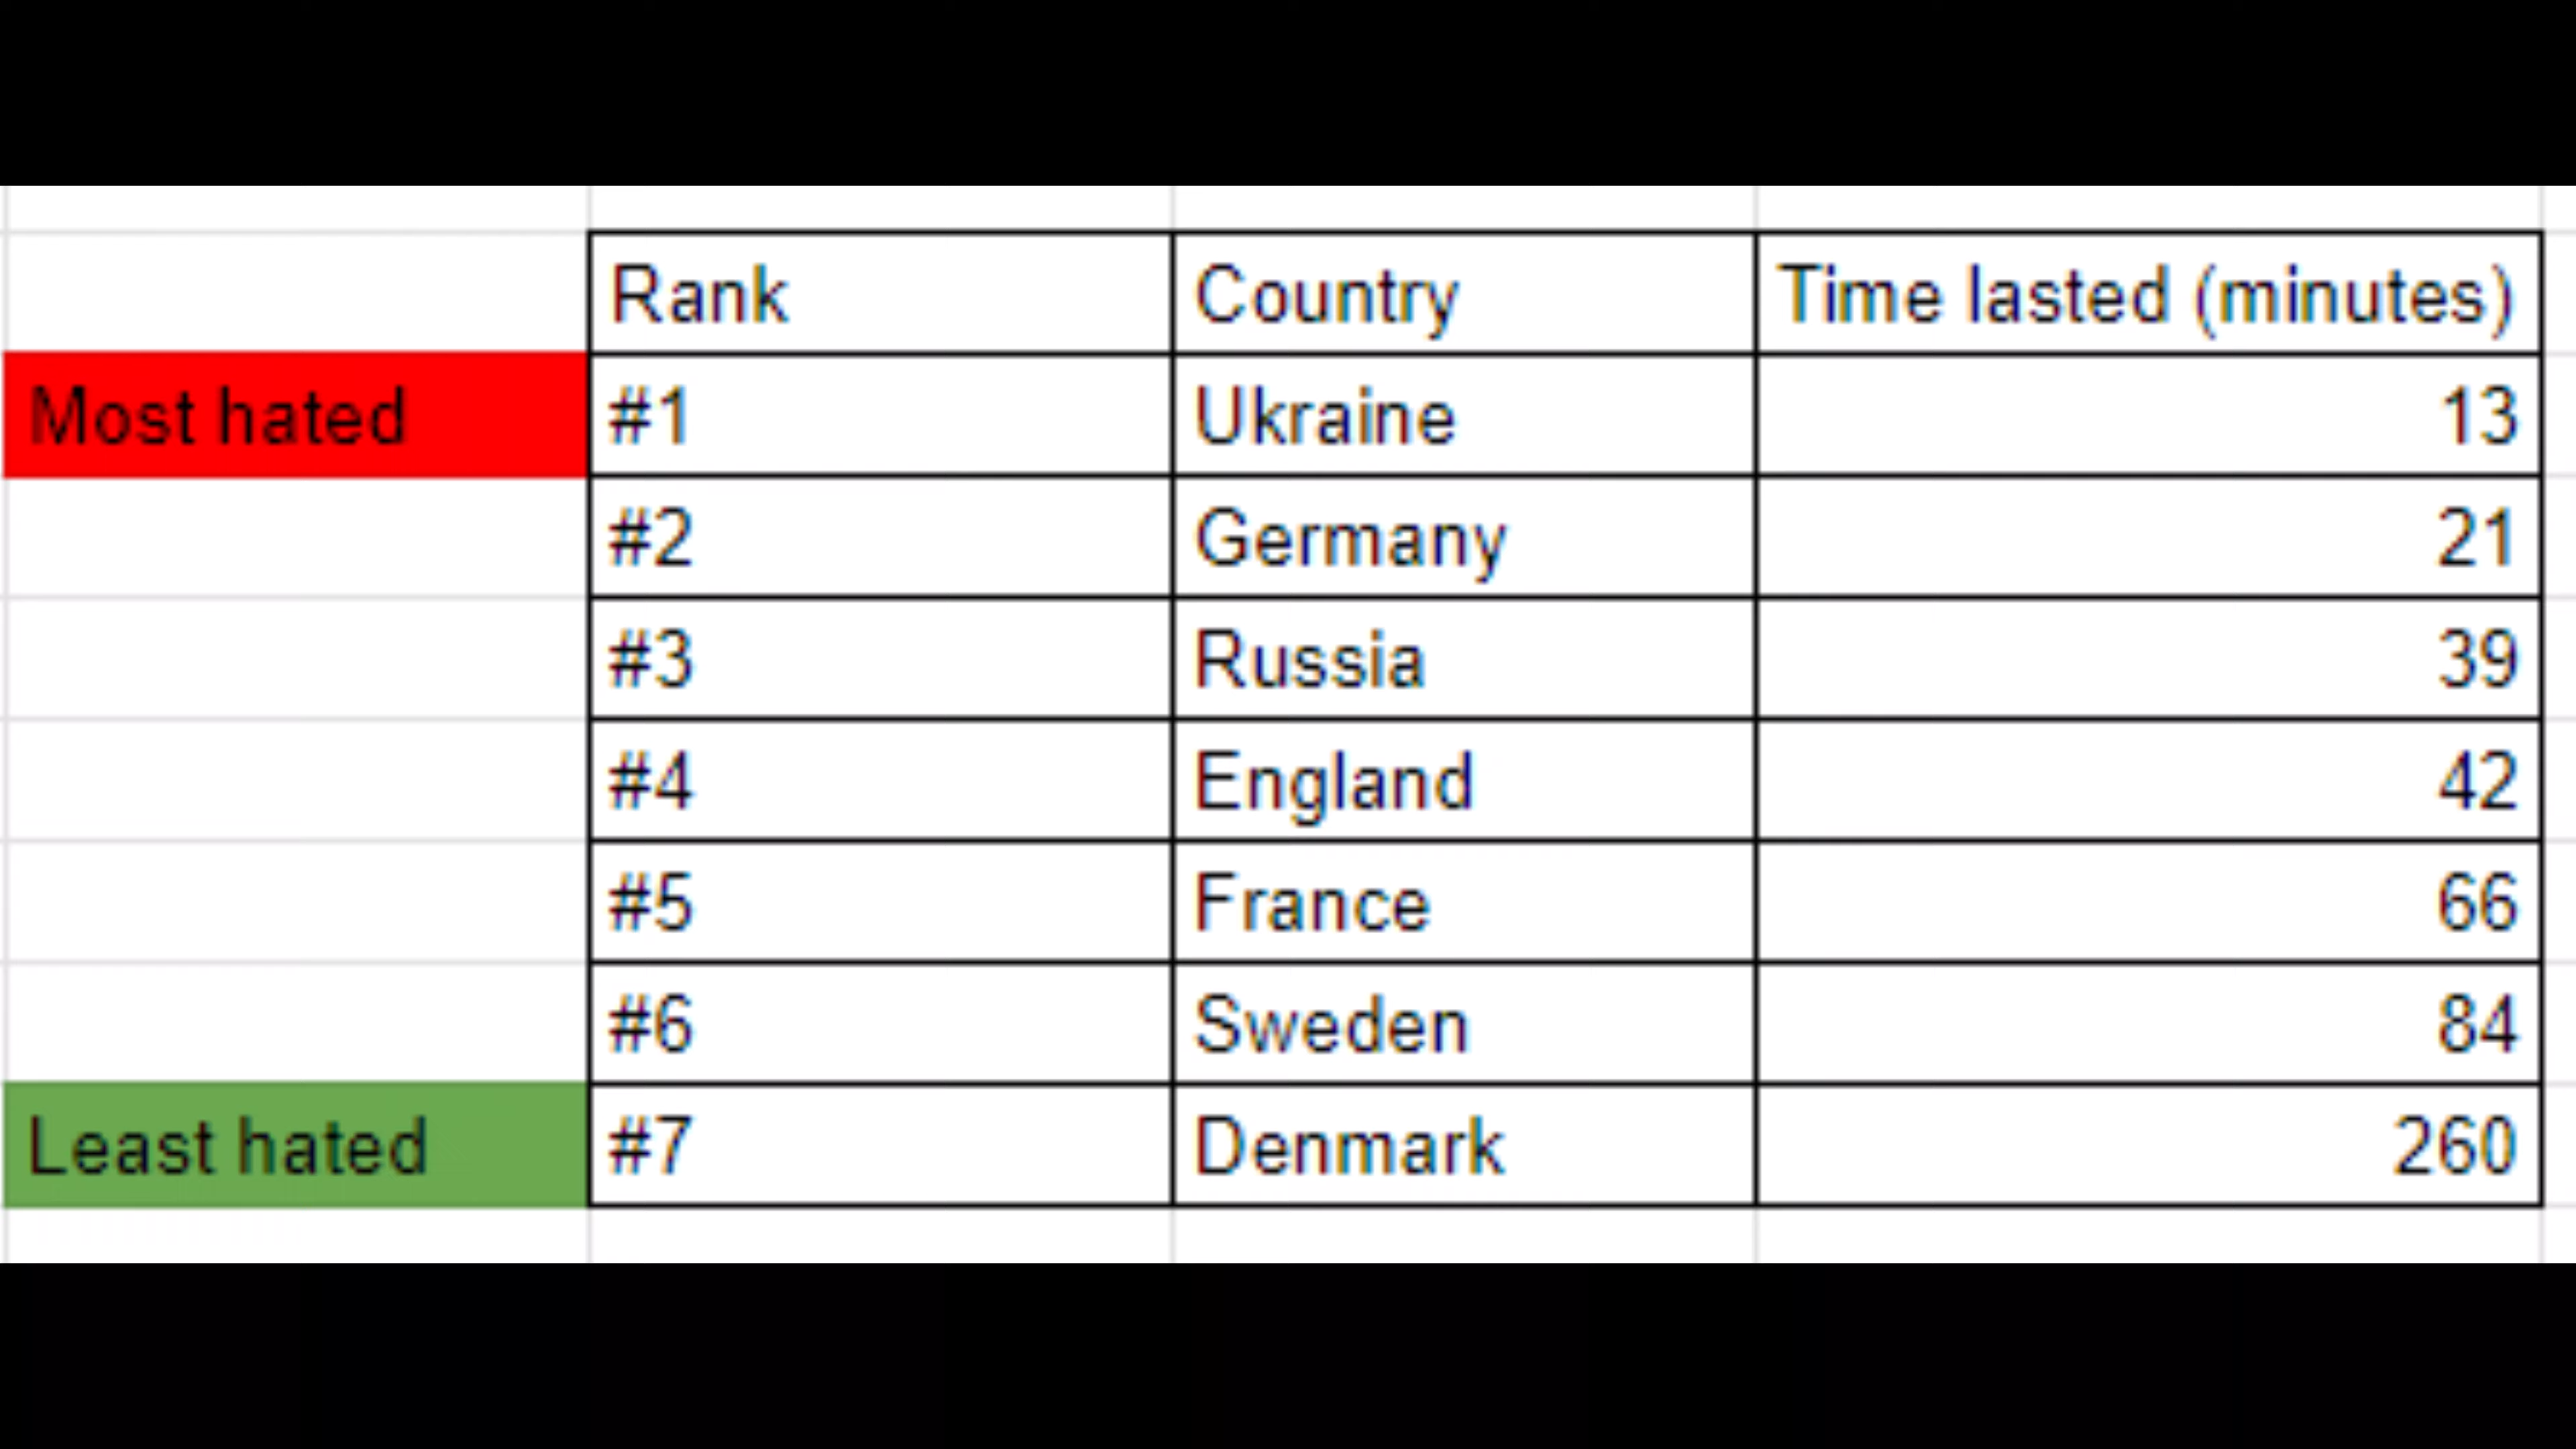 Rank Country Time lasted (minutes)
Most hated #1 Ukraine 13
#2 Germany 21
#3 Russia 39
#4 England 42
#5 France 66
#6 Sweden 84
Least hated #7 Denmark 260